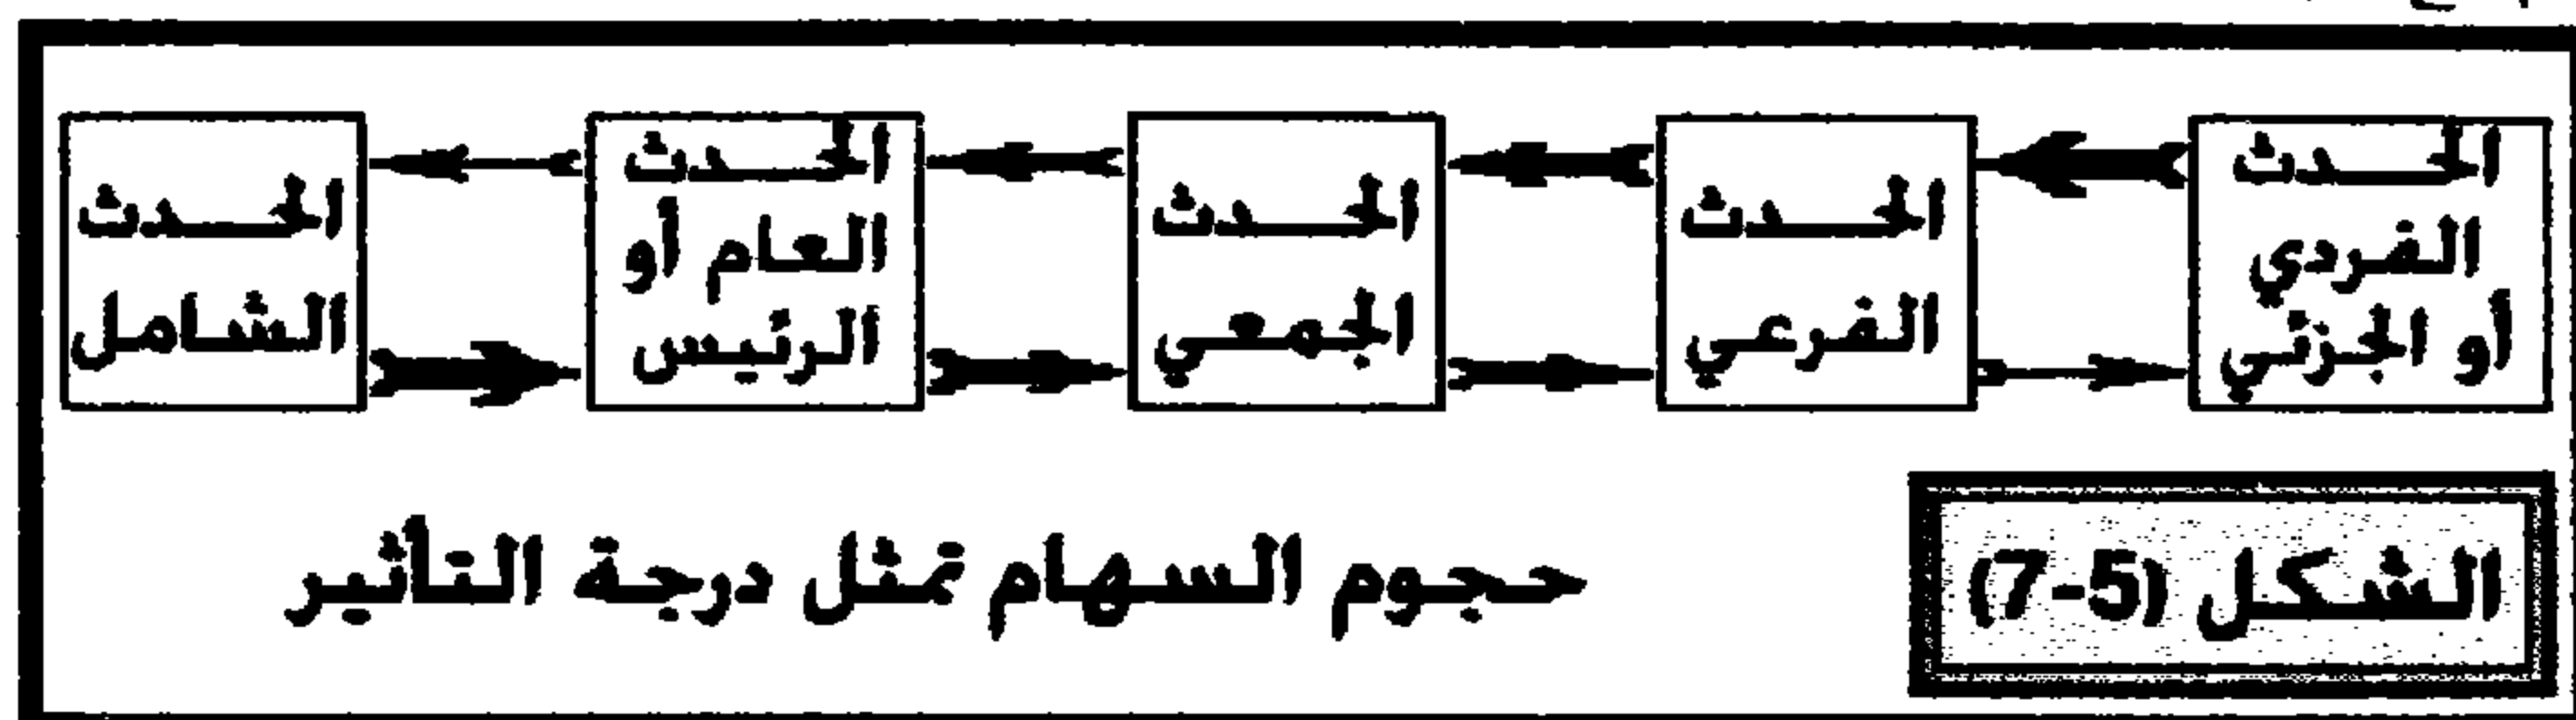 الحدث
الفردي
أو الجزئي
الحدث
الفرعي
الحدث
الجمعي
الحدث
العام أو
الرئيس
الحدث
الشامل
الشكل (5-7)
حجوم السهام تمثل درجة التأثير